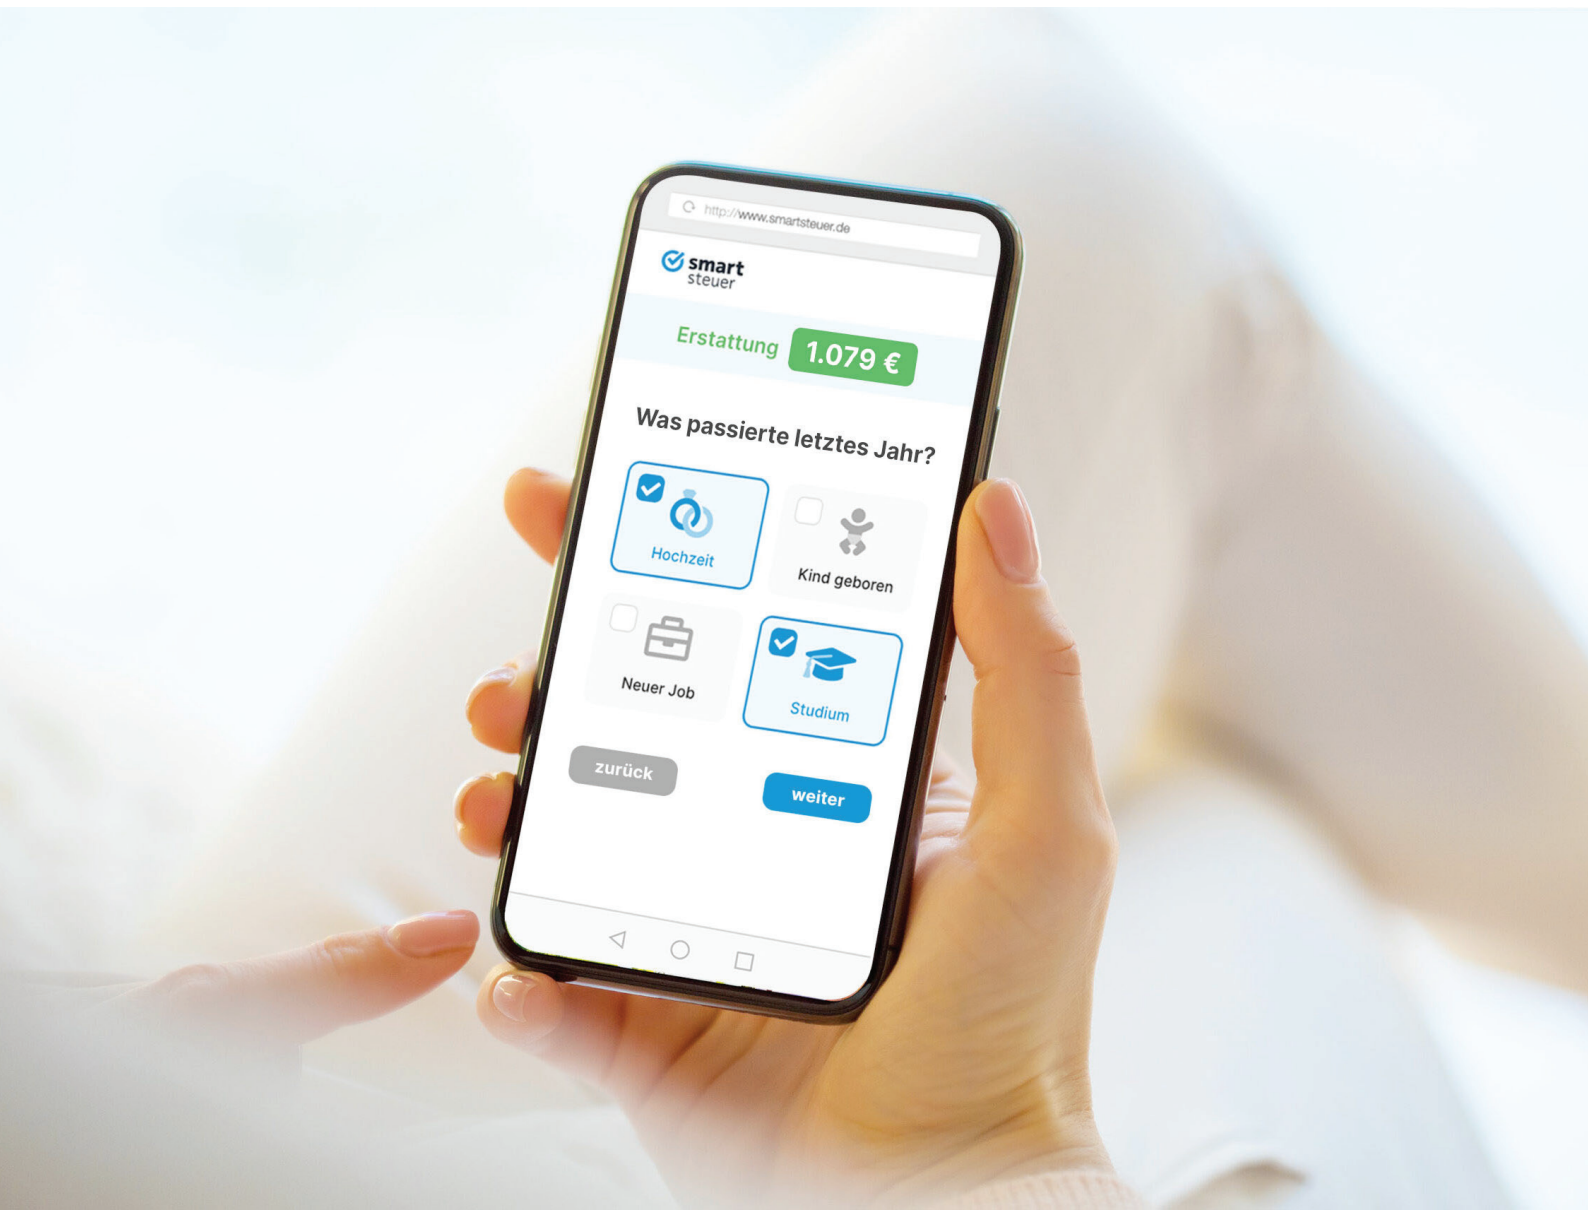 http://www.smartsteuer.de
smart
steuer
Erstattung 1.079 €
Was passierte letztes Jahr?
Hochzeit
Kind geboren
Neuer Job
Studium
zurück
weiter